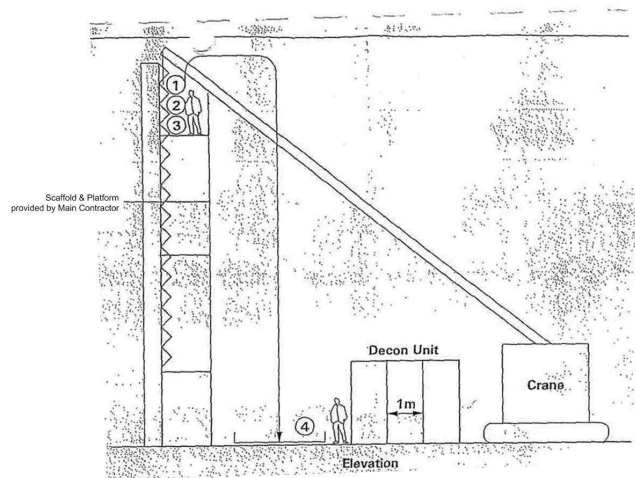 1
2
3
Scaffold & Platform
provided by Main Contractor
Decon Unit
1m
Crane
4
Elevation